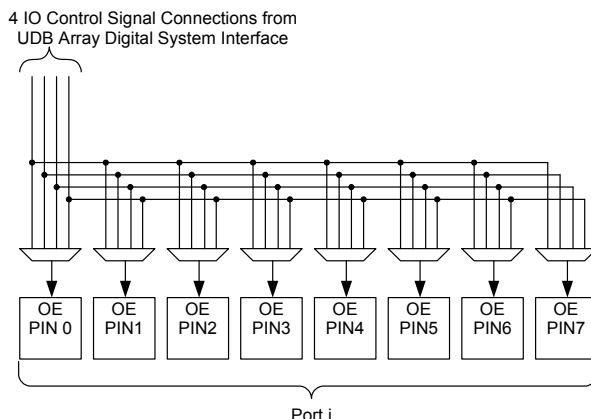 4 IO Control Signal Connections from
UDB Array Digital System Interface
OE
PIN 0
OE
PIN1
OE
PIN2
OE
PIN3
OE
PIN4
OE
PIN5
OE
PIN6
OE
PIN7
Port i